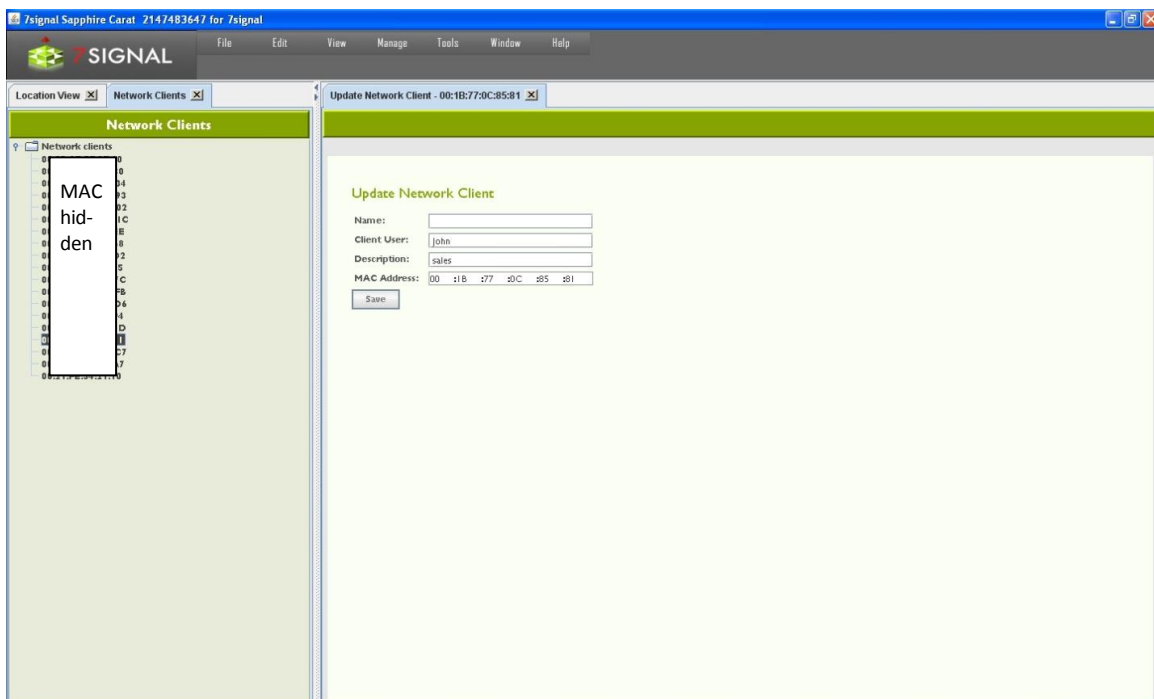 7signal Sapphire Carat 2147483647 for 7signal
7SIGNAL
File Edit View Manage Tools Window Help
Location View Network Clients
Update Network Client - 00:1B:77:0C:85:81
Network Clients
Network clients
MAC
hid-
den
Update Network Client
Name:
Client User: John
Description: sales
MAC Address: 00 :1B :77 :0C :85 :81
Save